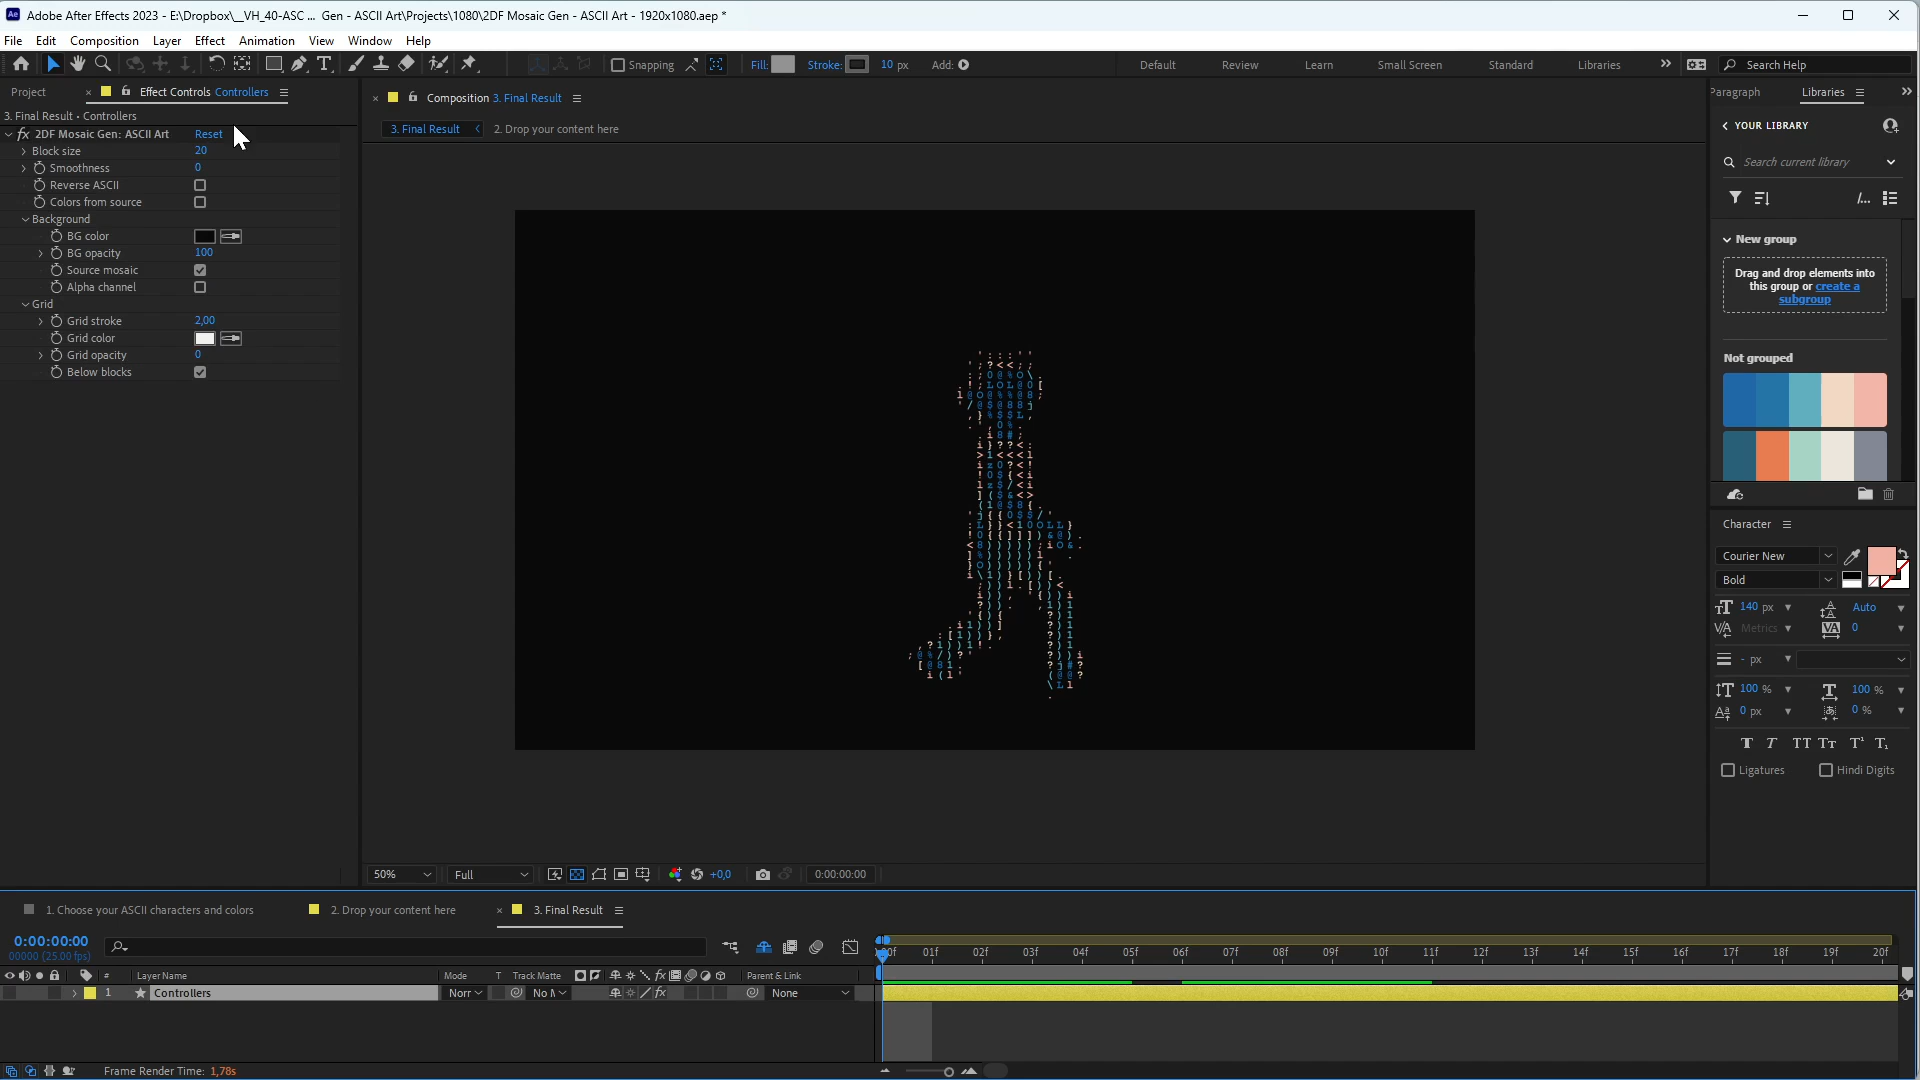 Adobe After Effects 2023 - E:\Dropbox\__VH_40-ASC ... Gen - ASCII Art\Projects\1080\2DF Mosaic Gen - ASCII Art - 1920x1080.aep *
File Edit Composition Layer Effect Animation View Window Help
Snapping Fill: Stroke: 10 px Add: Default Review Learn Small Screen Standard Libraries Search Help
Project Effect Controls Controllers
Composition 3. Final Result
Paragraph Libraries
3. Final Result • Controllers
3. Final Result 2. Drop your content here
YOUR LIBRARY
fx 2DF Mosaic Gen: ASCII Art Reset
Block size 20
Smoothness 0
Reverse ASCII
Colors from source
Background
BG color
BG opacity 100
Source mosaic
Alpha channel
Grid
Grid stroke 2,00
Grid color
Grid opacity 0
Below blocks
Search current library
New group
Drag and drop elements into
this group or create a
subgroup
Not grouped
Character
Courier New
Bold
140 px Auto
Metrics 0
- px
100 % 100 %
0 px 0 %
Ligatures Hindi Digits
50% Full +0,0 0:00:00:00
1. Choose your ASCII characters and colors 2. Drop your content here 3. Final Result
0:00:00:00
00000 (25.00 fps)
01f 02f 03f 04f 05f 06f 07f 08f 09f 10f 11f 12f 13f 14f 15f 16f 17f 18f 19f 20f
# Layer Name Mode T Track Matte fx Parent & Link
1 Controllers Norr No M fx None
Frame Render Time: 1,78s